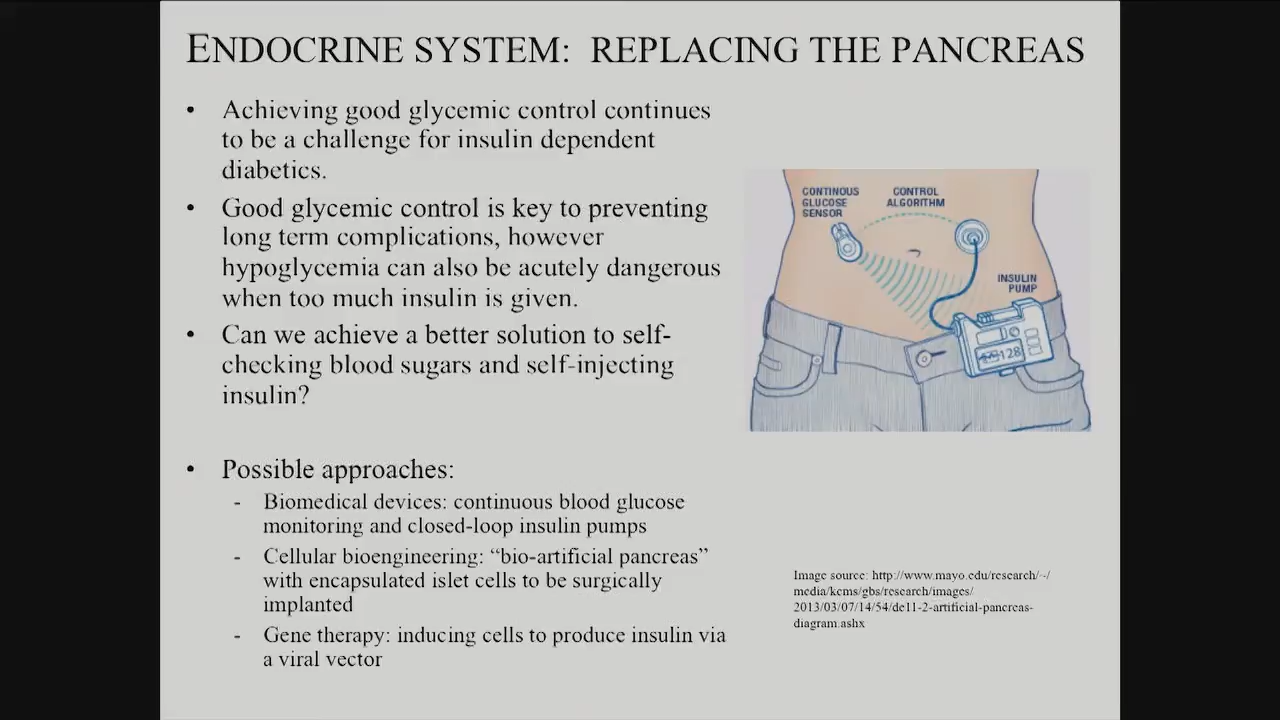 ENDOCRINE SYSTEM: REPLACING THE PANCREAS
• Achieving good glycemic control continues
to be a challenge for insulin dependent
diabetics.
• Good glycemic control is key to preventing
long term complications, however
hypoglycemia can also be acutely dangerous
when too much insulin is given.
• Can we achieve a better solution to self-
checking blood sugars and self-injecting
insulin?
• Possible approaches:
- Biomedical devices: continuous blood glucose
monitoring and closed-loop insulin pumps
- Cellular bioengineering: “bio-artificial pancreas”
with encapsulated islet cells to be surgically
implanted
- Gene therapy: inducing cells to produce insulin via
a viral vector
CONTINOUS
GLUCOSE
SENSOR
CONTROL
ALGORITHM
INSULIN
PUMP
128
Image source: http://www.mayo.edu/research/~/
media/kcms/gbs/research/images/
2013/03/07/14/54/de11-2-artificial-pancreas-
diagram.ashx